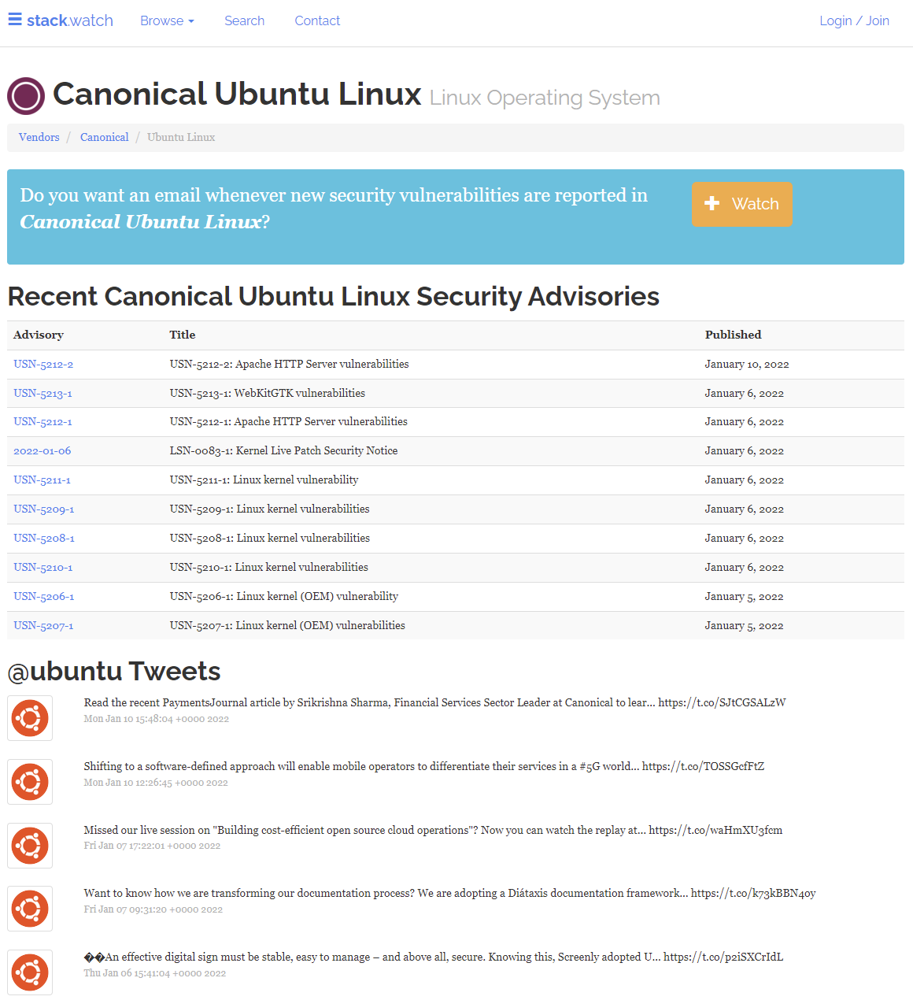 stack.watch Browse Search Contact Login / Join
Canonical Ubuntu Linux Linux Operating System
Vendors / Canonical / Ubuntu Linux
Do you want an email whenever new security vulnerabilities are reported in
Canonical Ubuntu Linux?
Watch
Recent Canonical Ubuntu Linux Security Advisories
Advisory Title Published
USN-5212-2 USN-5212-2: Apache HTTP Server vulnerabilities January 10, 2022
USN-5213-1 USN-5213-1: WebKitGTK vulnerabilities January 6, 2022
USN-5212-1 USN-5212-1: Apache HTTP Server vulnerabilities January 6, 2022
2022-01-06 LSN-0083-1: Kernel Live Patch Security Notice January 6, 2022
USN-5211-1 USN-5211-1: Linux kernel vulnerability January 6, 2022
USN-5209-1 USN-5209-1: Linux kernel vulnerabilities January 6, 2022
USN-5208-1 USN-5208-1: Linux kernel vulnerabilities January 6, 2022
USN-5210-1 USN-5210-1: Linux kernel vulnerabilities January 6, 2022
USN-5206-1 USN-5206-1: Linux kernel (OEM) vulnerability January 5, 2022
USN-5207-1 USN-5207-1: Linux kernel (OEM) vulnerabilities January 5, 2022
@ubuntu Tweets
Read the recent PaymentsJournal article by Srikrishna Sharma, Financial Services Sector Leader at Canonical to lear... https://t.co/SJtCGSALzW
Mon Jan 10 15:48:04 +0000 2022
Shifting to a software-defined approach will enable mobile operators to differentiate their services in a #5G world... https://t.co/TOSSGcfFtZ
Mon Jan 10 12:26:45 +0000 2022
Missed our live session on "Building cost-efficient open source cloud operations"? Now you can watch the replay at... https://t.co/waHmXU3fcm
Fri Jan 07 17:22:01 +0000 2022
Want to know how we are transforming our documentation process? We are adopting a Diátaxis documentation framework... https://t.co/k73kBBN4oy
Fri Jan 07 09:31:20 +0000 2022
��An effective digital sign must be stable, easy to manage – and above all, secure. Knowing this, Screenly adopted U... https://t.co/p2iSXCrIdL
Thu Jan 06 15:41:04 +0000 2022